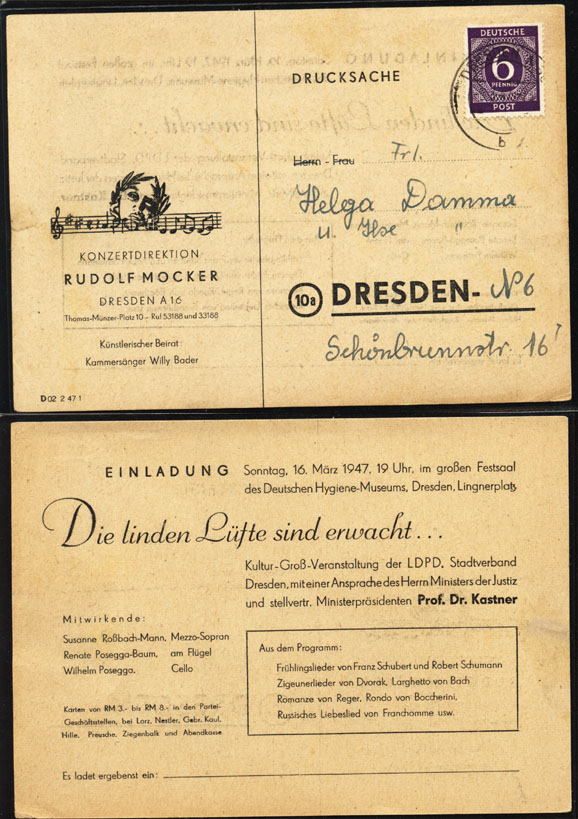 DRUCKSACHE
DEUTSCHE
6
PFENNIG
POST
b
Herrn - Frau Frl.
Helga Damma
u. Ilse "
10a DRESDEN- N6
Schönbrunnstr. 16
KONZERTDIREKTION
RUDOLF MOCKER
DRESDEN A 16
Thomas-Münzer-Platz 10 - Ruf 53188 und 33188
Künstlerischer Beirat:
Kammersänger Willy Bader
D 02 2 47 1
EINLADUNG Sonntag, 16. März 1947, 19 Uhr, im großen Festsaal
des Deutschen Hygiene-Museums, Dresden, Lingnerplatz
Die linden Lüfte sind erwacht...
Kultur-Groß-Veranstaltung der LDPD, Stadtverband
Dresden, mit einer Ansprache des Herrn Ministers der Justiz
und stellvertr. Ministerpräsidenten Prof. Dr. Kastner
Mitwirkende:
Susanne Roßbach-Mann, Mezzo-Sopran
Renate Posegga-Baum, am Flügel
Wilhelm Posegga, Cello
Karten von RM 3.- bis RM 8.- in den Partei-
Geschäftsstellen, bei Lorz, Nestler, Gebr. Kaul,
Hille, Preusche, Ziegenbalk und Abendkasse
Aus dem Programm:
Frühlingslieder von Franz Schubert und Robert Schumann
Zigeunerlieder von Dvorak, Larghetto von Bach
Romanze von Reger, Rondo von Boccherini,
Russisches Liebeslied von Franchomme usw.
Es ladet ergebenst ein: